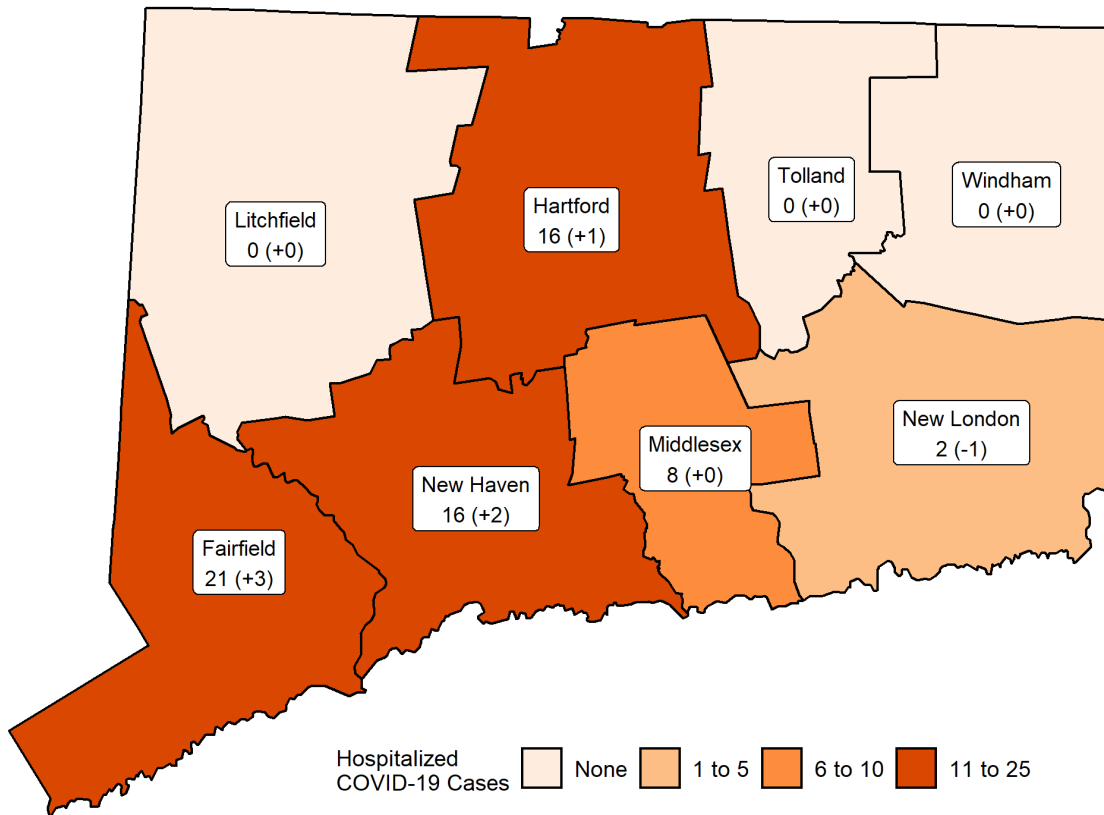 Litchfield
0 (+0)
Hartford
16 (+1)
Tolland
0 (+0)
Windham
0 (+0)
Fairfield
21 (+3)
New Haven
16 (+2)
Middlesex
8 (+0)
New London
2 (-1)
Hospitalized
COVID-19 Cases
None
1 to 5
6 to 10
11 to 25